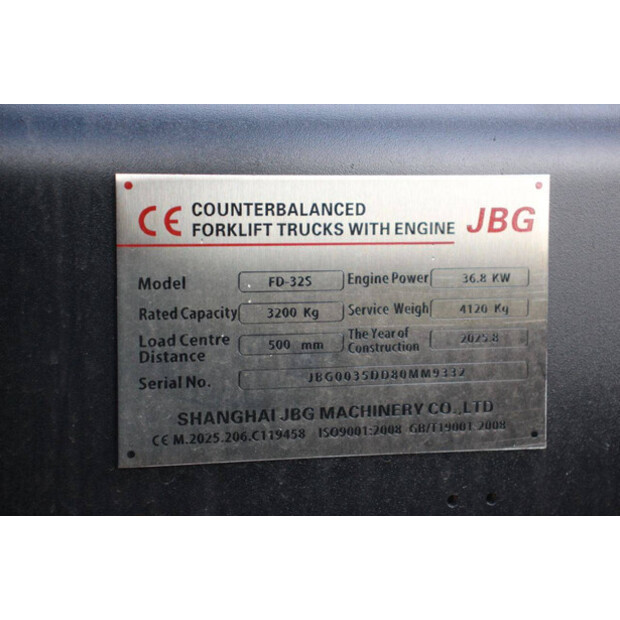 CE COUNTERBALANCED FORKLIFT TRUCKS WITH ENGINE JBG
Model FD-32S Engine Power 36.8 KW
Rated Capacity 3200 Kg Service Weigh 4120 Kg
Load Centre Distance 500 mm The Year of Construction 2025.8
Serial No. JBG0035DD80MM9332
SHANGHAI JBG MACHINERY CO.,LTD
CE M.2025.206.C119458 ISO9001:2008 GB/T19001-2008